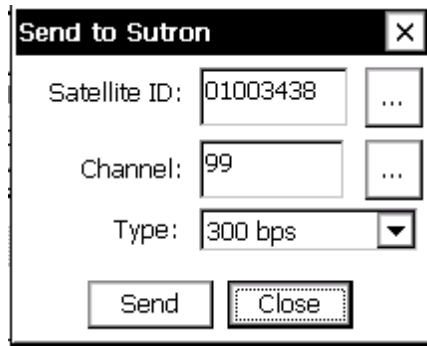 Send to Sutron
Satellite ID: 01003438 ...
Channel: 99 ...
Type: 300 bps
Send Close